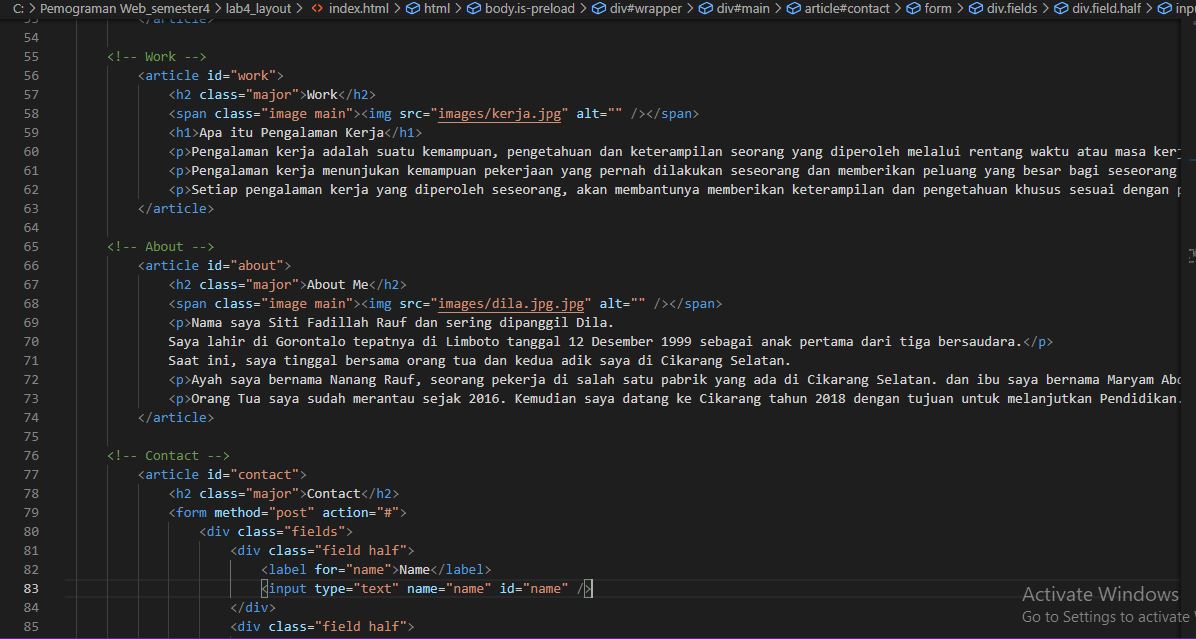 C: > Pemograman Web_semester4 > lab4_layout > <> index.html > html > body.is-preload > div#wrapper > div#main > article#contact > form > div.fields > div.field.half >
53 </article>
54
55 <!-- Work -->
56 <article id="work">
57 <h2 class="major">Work</h2>
58 <span class="image main"><img src="images/kerja.jpg" alt="" /></span>
59 <h1>Apa itu Pengalaman Kerja</h1>
60 <p>Pengalaman kerja adalah suatu kemampuan, pengetahuan dan keterampilan seorang yang diperoleh melalui rentang waktu atau masa
61 <p>Pengalaman kerja menunjukan kemampuan pekerjaan yang pernah dilakukan seseorang dan memberikan peluang yang besar bagi seseorang
62 <p>Setiap pengalaman kerja yang diperoleh seseorang, akan membantunya memberikan keterampilan dan pengetahuan khusus sesuai dengan
63 </article>
64
65 <!-- About -->
66 <article id="about">
67 <h2 class="major">About Me</h2>
68 <span class="image main"><img src="images/dila.jpg.jpg" alt="" /></span>
69 <p>Nama saya Siti Fadillah Rauf dan sering dipanggil Dila.
70 Saya lahir di Gorontalo tepatnya di Limboto tanggal 12 Desember 1999 sebagai anak pertama dari tiga bersaudara.</p>
71 Saat ini, saya tinggal bersama orang tua dan kedua adik saya di Cikarang Selatan.
72 <p>Ayah saya bernama Nanang Rauf, seorang pekerja di salah satu pabrik yang ada di Cikarang Selatan. dan ibu saya bernama Maryam
73 <p>Orang Tua saya sudah merantau sejak 2016. Kemudian saya datang ke Cikarang tahun 2018 dengan tujuan untuk melanjutkan Pendidikan.
74 </article>
75
76 <!-- Contact -->
77 <article id="contact">
78 <h2 class="major">Contact</h2>
79 <form method="post" action="#">
80 <div class="fields">
81 <div class="field half">
82 <label for="name">Name</label>
83 <input type="text" name="name" id="name" />
84 </div>
85 <div class="field half">
Activate Windows
Go to Settings to activate